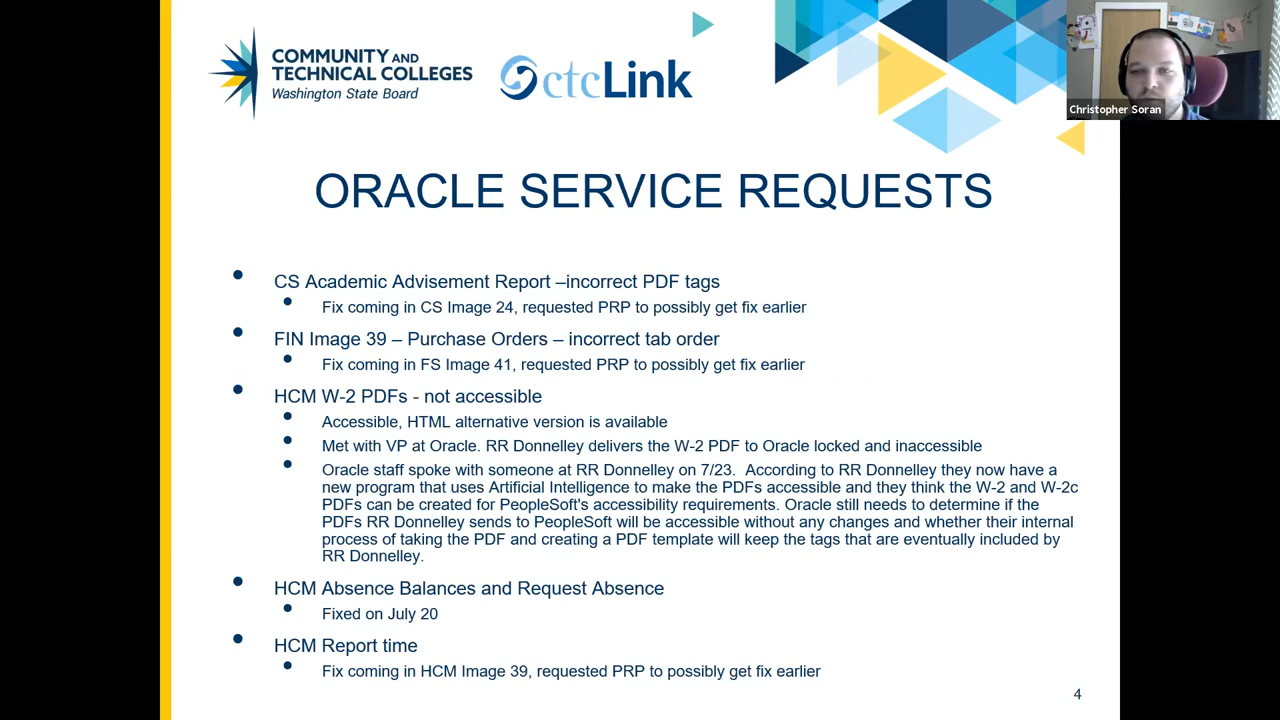 COMMUNITY AND
TECHNICAL COLLEGES
Washington State Board
ctcLink
Christopher Soran
ORACLE SERVICE REQUESTS
• CS Academic Advisement Report –incorrect PDF tags
• Fix coming in CS Image 24, requested PRP to possibly get fix earlier
• FIN Image 39 – Purchase Orders – incorrect tab order
• Fix coming in FS Image 41, requested PRP to possibly get fix earlier
• HCM W-2 PDFs - not accessible
• Accessible, HTML alternative version is available
• Met with VP at Oracle. RR Donnelley delivers the W-2 PDF to Oracle locked and inaccessible
• Oracle staff spoke with someone at RR Donnelley on 7/23. According to RR Donnelley they now have a
new program that uses Artificial Intelligence to make the PDFs accessible and they think the W-2 and W-2c
PDFs can be created for PeopleSoft's accessibility requirements. Oracle still needs to determine if the
PDFs RR Donnelley sends to PeopleSoft will be accessible without any changes and whether their internal
process of taking the PDF and creating a PDF template will keep the tags that are eventually included by
RR Donnelley.
• HCM Absence Balances and Request Absence
• Fixed on July 20
• HCM Report time
• Fix coming in HCM Image 39, requested PRP to possibly get fix earlier
4